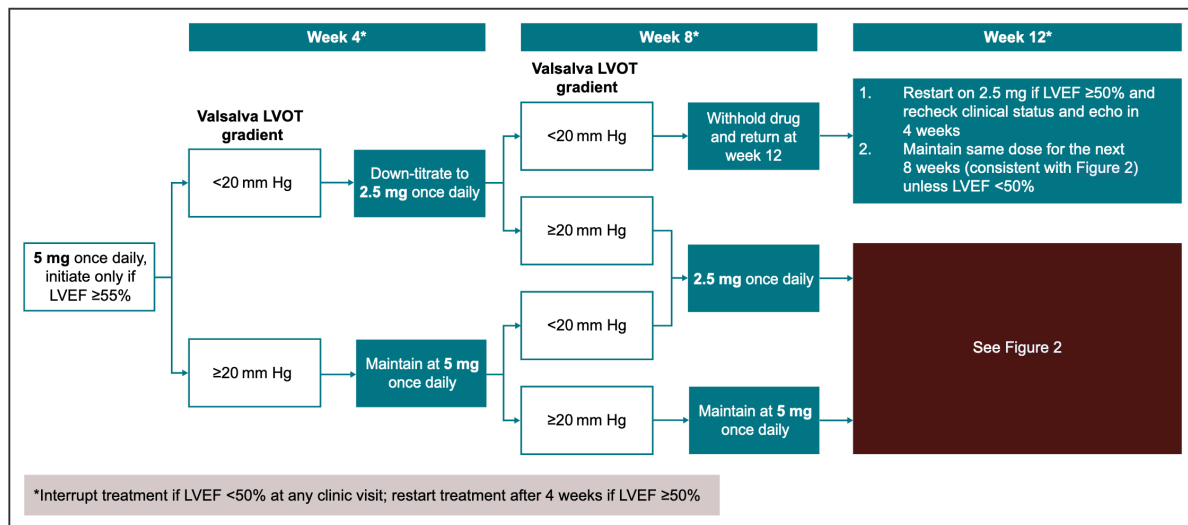 Week 4*
Week 8*
Week 12*
Valsalva LVOT
gradient
Valsalva LVOT
gradient
5 mg once daily,
initiate only if
LVEF ≥55%
<20 mm Hg
Down-titrate to
2.5 mg once daily
≥20 mm Hg
Maintain at 5 mg
once daily
<20 mm Hg
Withhold drug
and return at
week 12
≥20 mm Hg
<20 mm Hg
2.5 mg once daily
≥20 mm Hg
Maintain at 5 mg
once daily
1. Restart on 2.5 mg if LVEF ≥50% and
recheck clinical status and echo in
4 weeks
2. Maintain same dose for the next
8 weeks (consistent with Figure 2)
unless LVEF <50%
See Figure 2
*Interrupt treatment if LVEF <50% at any clinic visit; restart treatment after 4 weeks if LVEF ≥50%